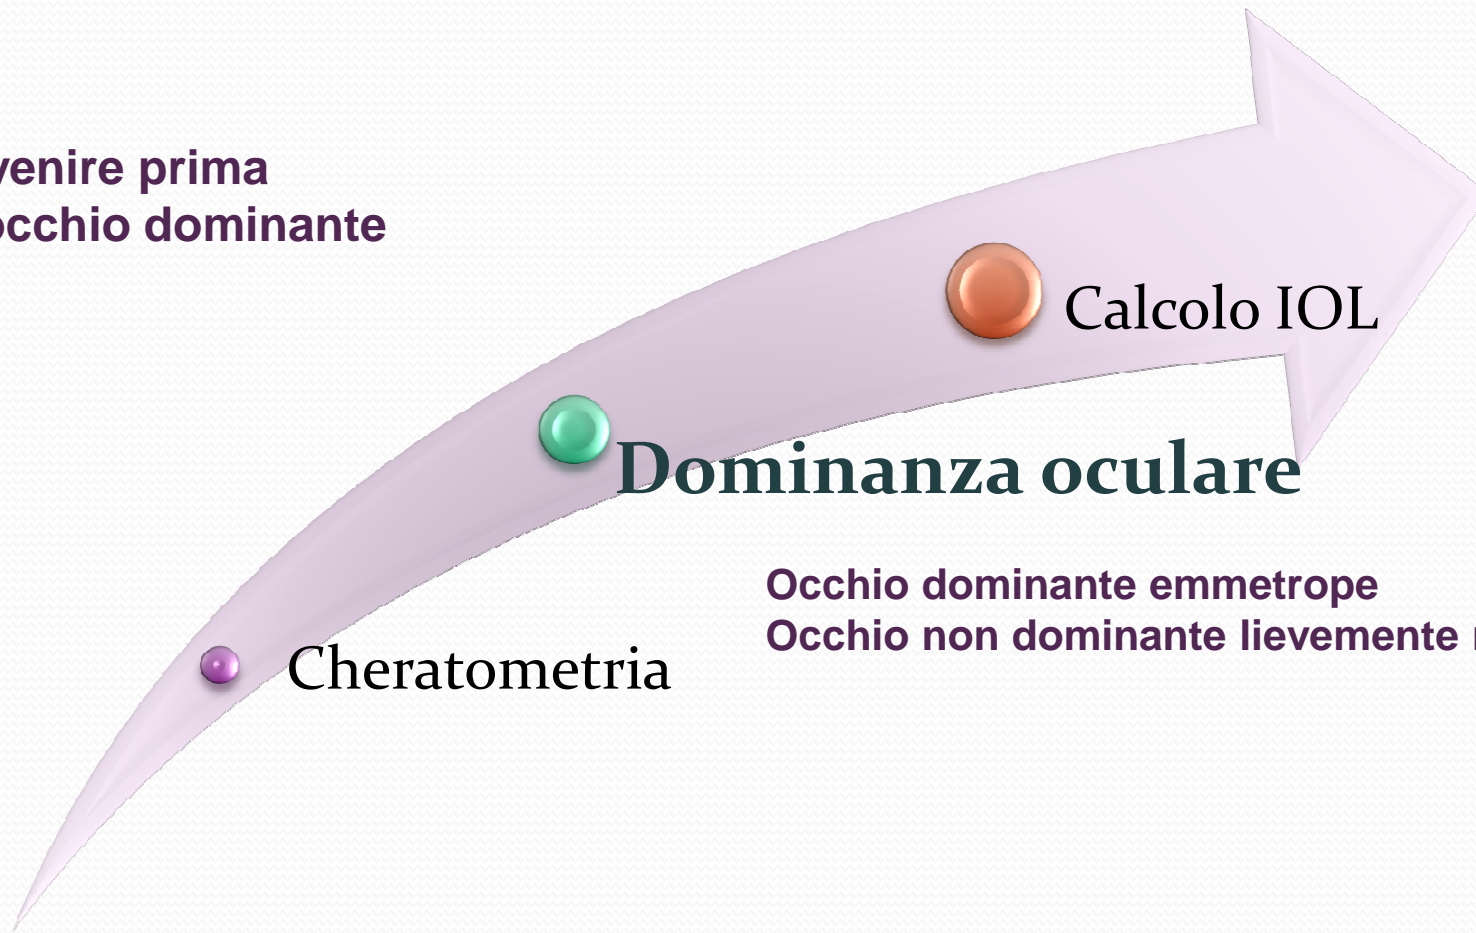 venire prima
occhio dominante
Calcolo IOL
Dominanza oculare
Occhio dominante emmetrope
Occhio non dominante lievemente
Cheratometria